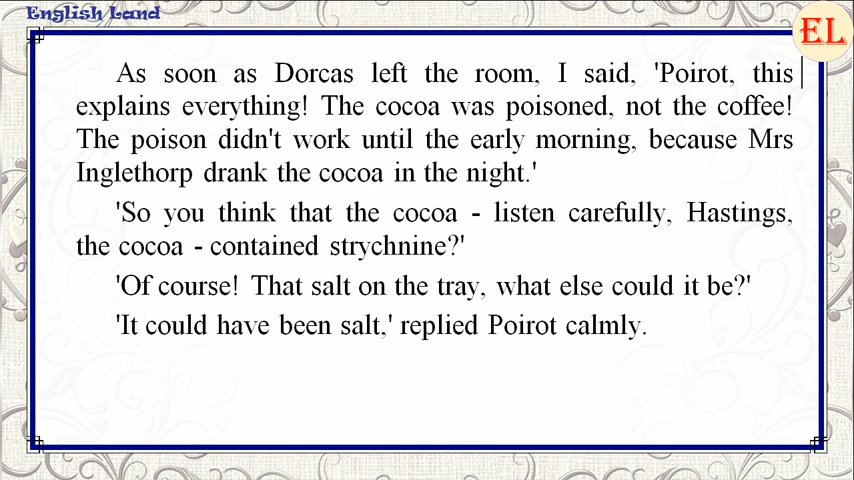 English Land
EL
As soon as Dorcas left the room, I said, 'Poirot, this
explains everything! The cocoa was poisoned, not the coffee!
The poison didn't work until the early morning, because Mrs
Inglethorp drank the cocoa in the night.'
'So you think that the cocoa - listen carefully, Hastings,
the cocoa - contained strychnine?'
'Of course! That salt on the tray, what else could it be?'
'It could have been salt,' replied Poirot calmly.